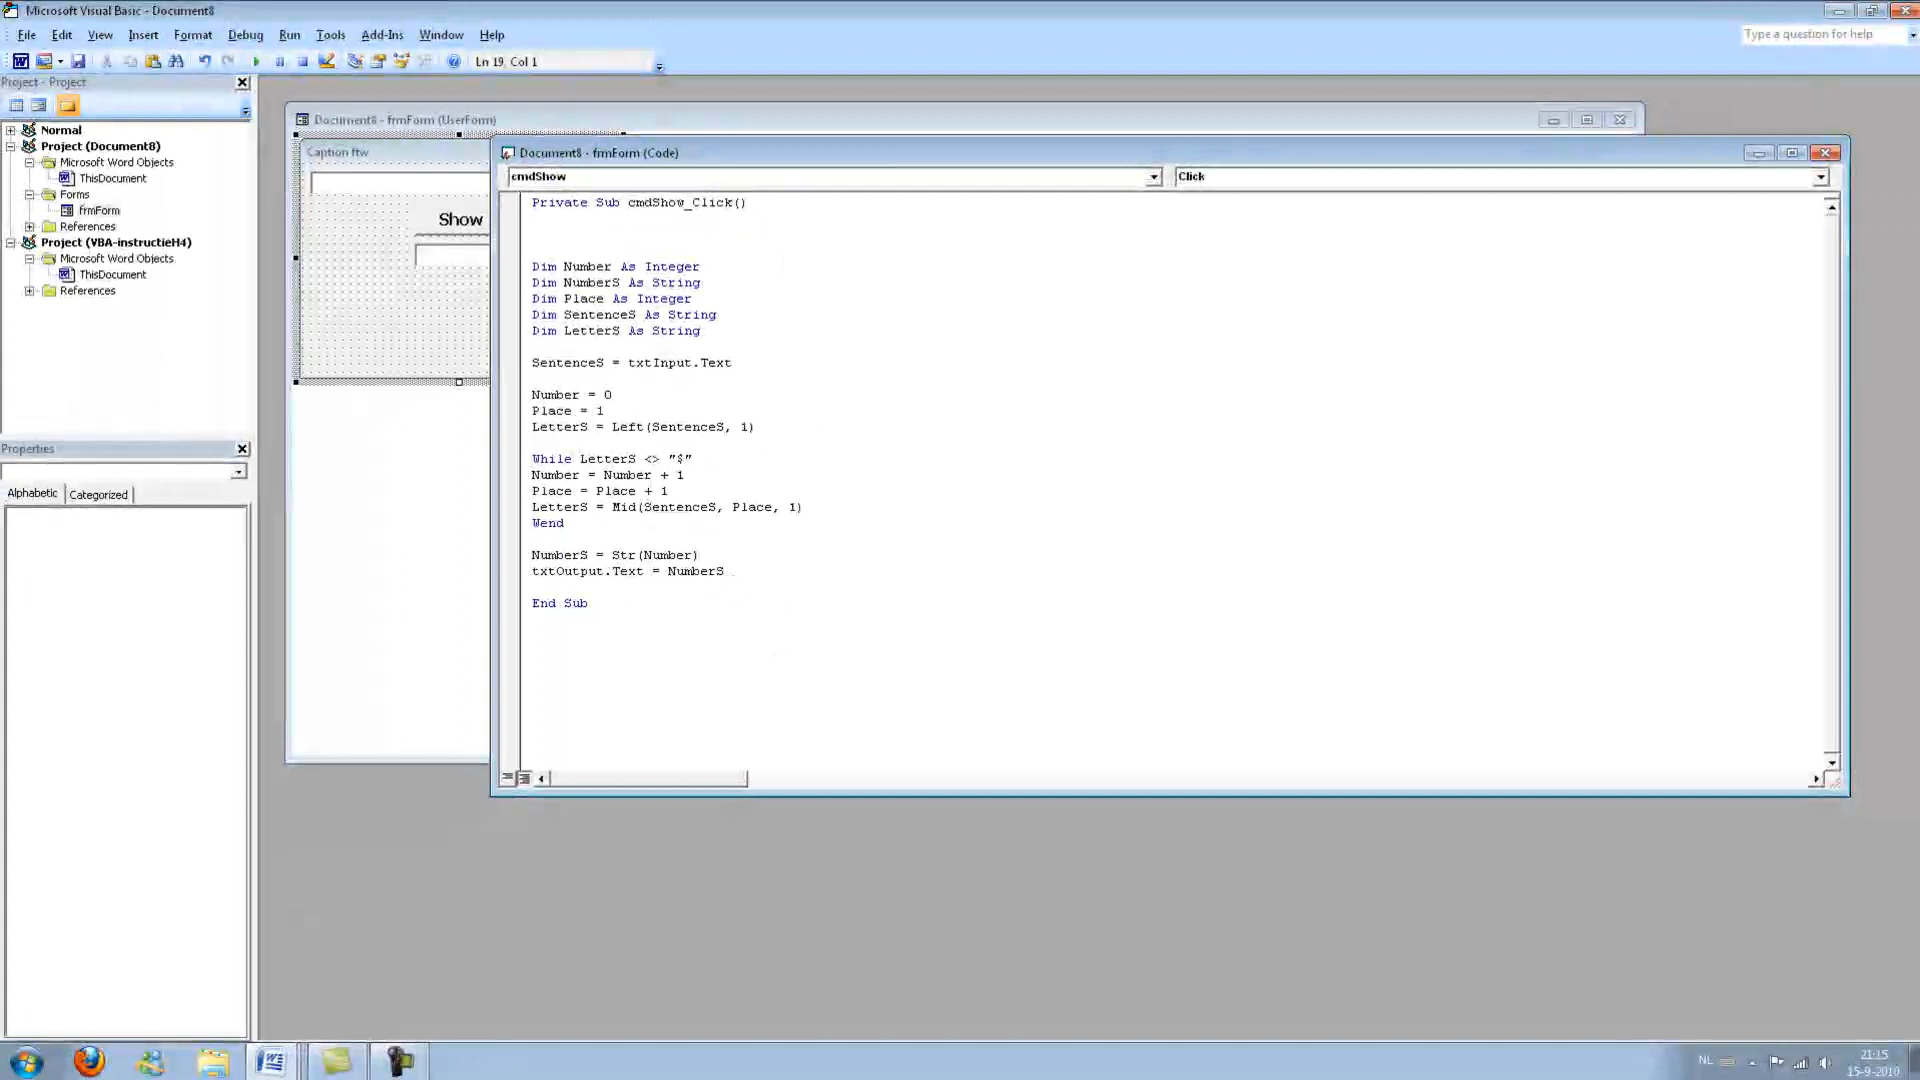 Microsoft Visual Basic - Document8
File Edit View Insert Format Debug Run Tools Add-Ins Window Help
Type a question for help
Ln 19, Col 1
Project - Project
Normal
Project (Document8)
Microsoft Word Objects
ThisDocument
Forms
frmForm
References
Project (VBA-instructieH4)
Microsoft Word Objects
ThisDocument
References
Properties
Alphabetic Categorized
Document8 - frmForm (UserForm)
Caption ftw
Show
Document8 - frmForm (Code)
cmdShow Click
Private Sub cmdShow_Click()
Dim Number As Integer
Dim NumberS As String
Dim Place As Integer
Dim SentenceS As String
Dim LetterS As String
SentenceS = txtInput.Text
Number = 0
Place = 1
LetterS = Left(SentenceS, 1)
While LetterS <> "$"
Number = Number + 1
Place = Place + 1
LetterS = Mid(SentenceS, Place, 1)
Wend
NumberS = Str(Number)
txtOutput.Text = NumberS
End Sub
NL
21:15
15-9-2010